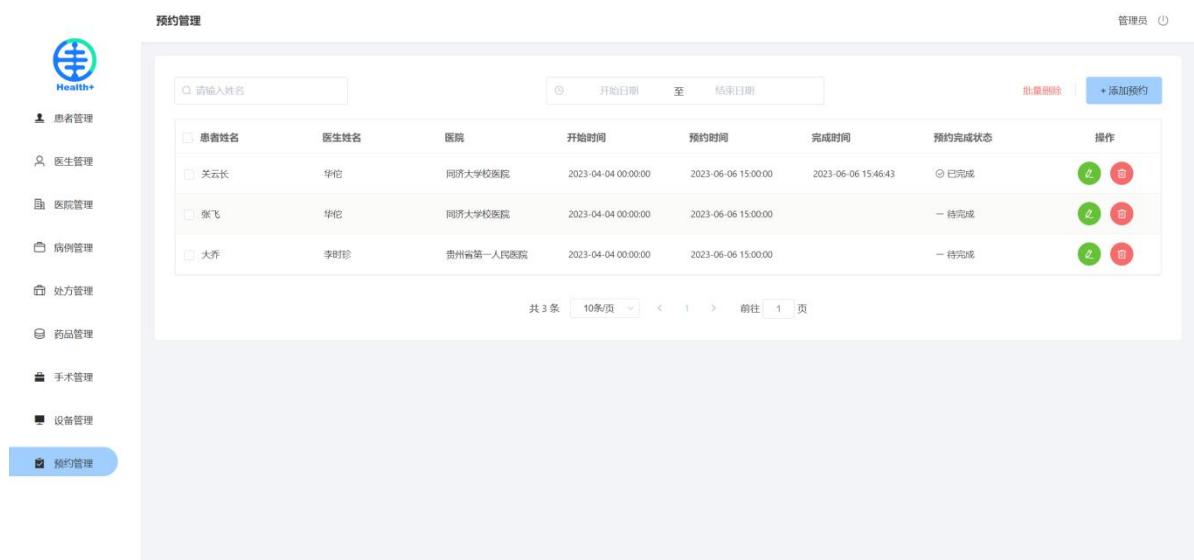 预约管理
管理员
Health+
患者管理
医生管理
医院管理
病例管理
处方管理
药品管理
手术管理
设备管理
预约管理
请输入姓名
开始日期 至 结束日期
批量删除
+ 添加预约
患者姓名 医生姓名 医院 开始时间 预约时间 完成时间 预约完成状态 操作
关云长 华佗 同济大学校医院 2023-04-04 00:00:00 2023-06-06 15:00:00 2023-06-06 15:46:43 已完成
张飞 华佗 同济大学校医院 2023-04-04 00:00:00 2023-06-06 15:00:00 — 待完成
大乔 李时珍 贵州省第一人民医院 2023-04-04 00:00:00 2023-06-06 15:00:00 — 待完成
共 3 条 10条/页 < 1 > 前往 1 页